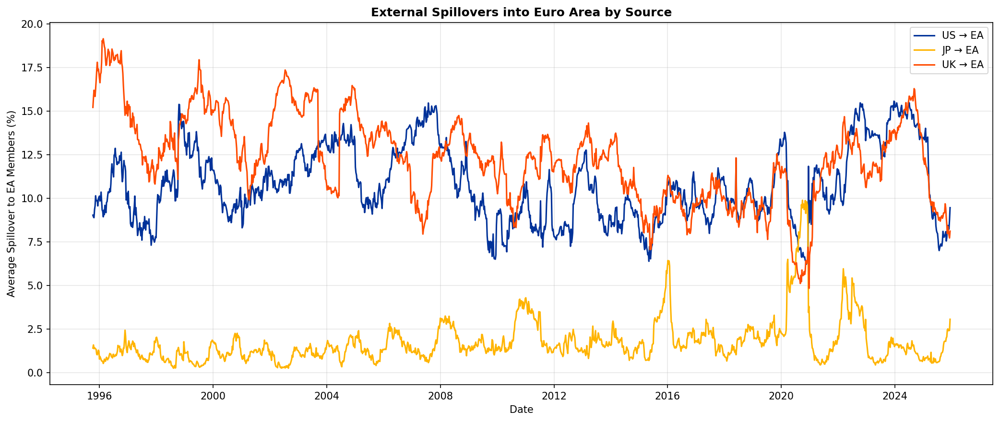 External Spillovers into Euro Area by Source
Average Spillover to EA Members (%)
20.0
17.5
15.0
12.5
10.0
7.5
5.0
2.5
0.0
US → EA
JP → EA
UK → EA
1996
2000
2004
2008
2012
2016
2020
2024
Date